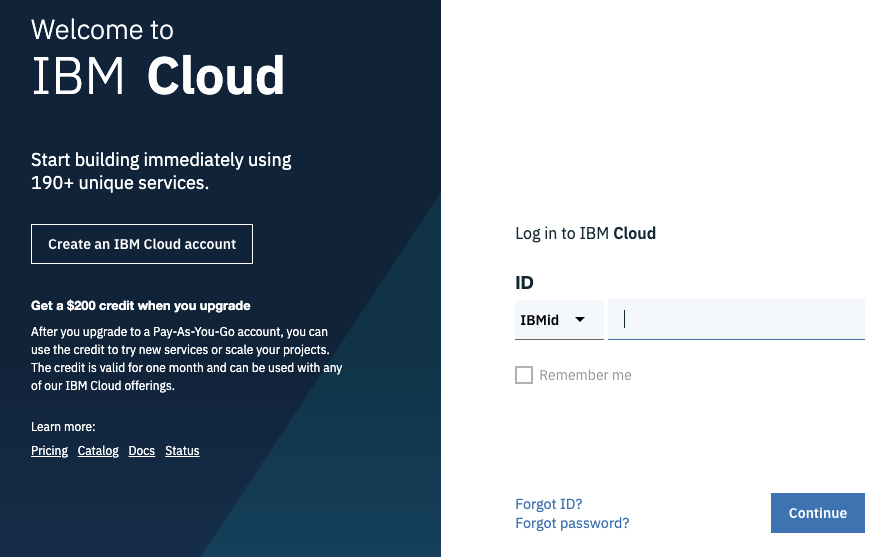 Welcome to
IBM Cloud
Start building immediately using
190+ unique services.
Create an IBM Cloud account
Get a $200 credit when you upgrade
After you upgrade to a Pay-As-You-Go account, you can
use the credit to try new services or scale your projects.
The credit is valid for one month and can be used with any
of our IBM Cloud offerings.
Learn more:
Pricing Catalog Docs Status
Log in to IBM Cloud
ID
IBMid
Remember me
Forgot ID?
Forgot password?
Continue